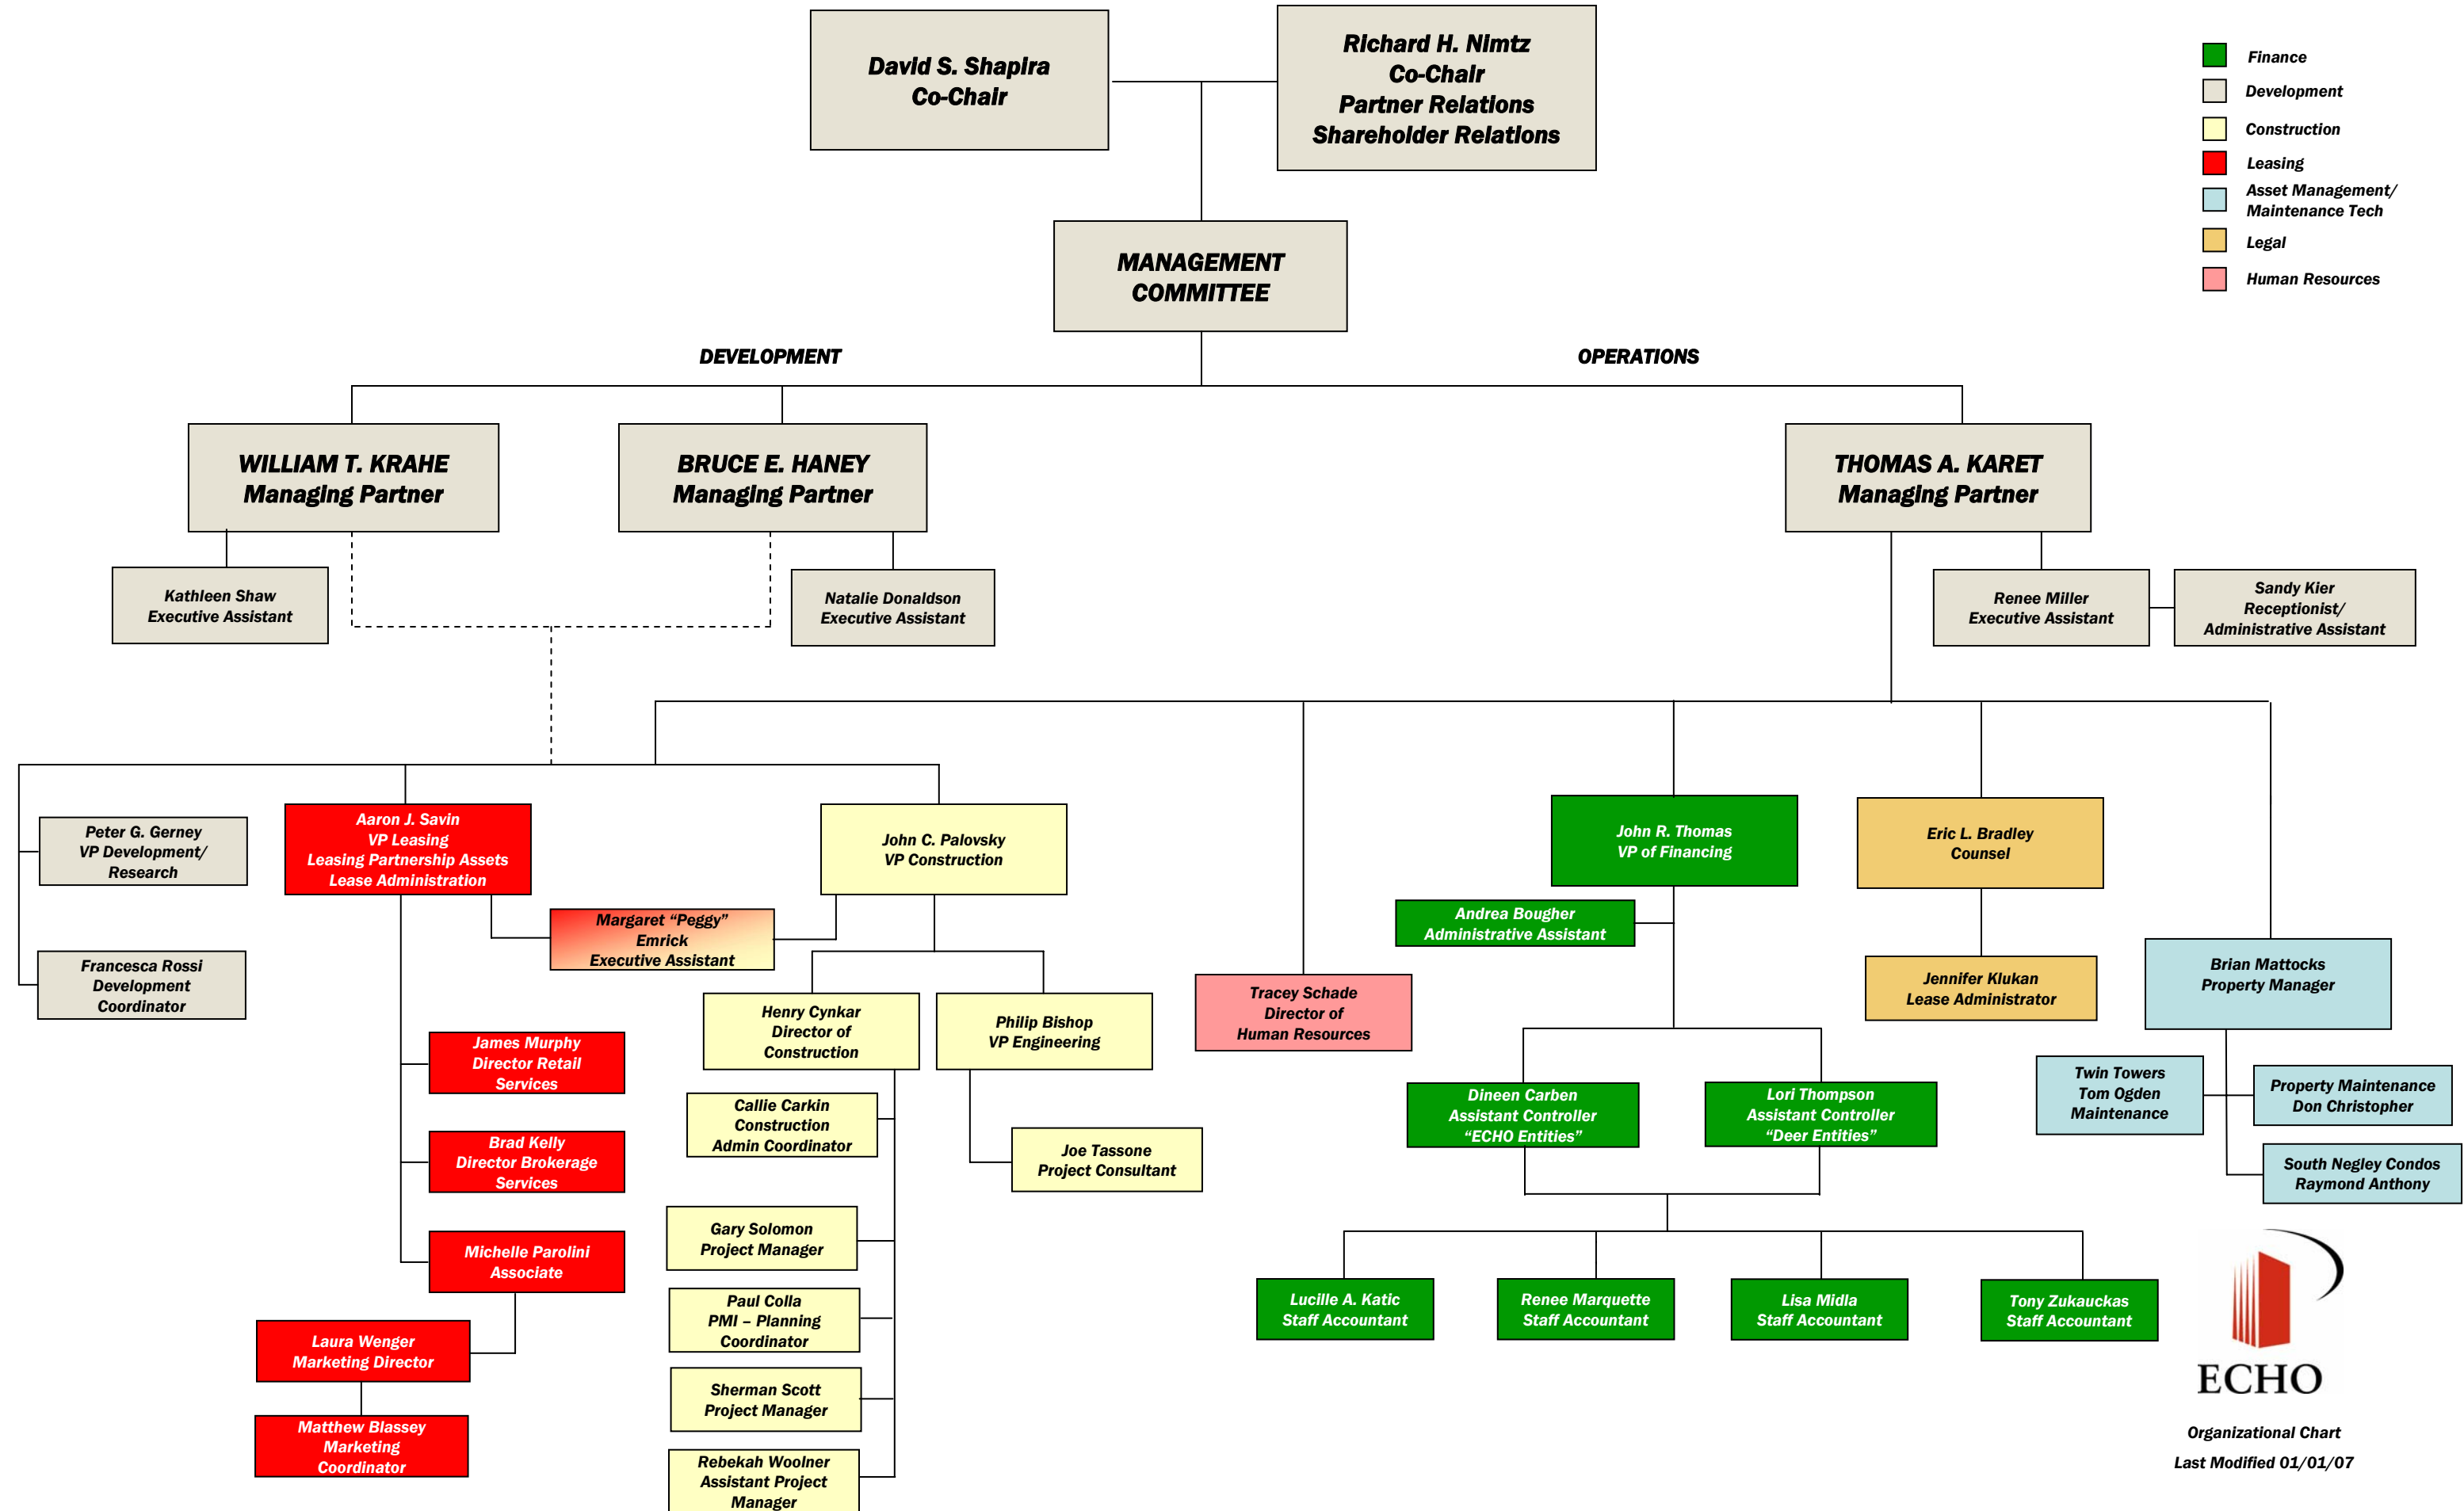 David S. Shapira
Co-Chair
Richard H. Nimtz
Co-Chair
Partner Relations
Shareholder Relations
Finance
Development
Construction
Leasing
Asset Management/
Maintenance Tech
Legal
Human Resources
MANAGEMENT
COMMITTEE
DEVELOPMENT
OPERATIONS
WILLIAM T. KRAHE
Managing Partner
BRUCE E. HANEY
Managing Partner
THOMAS A. KARET
Managing Partner
Kathleen Shaw
Executive Assistant
Natalie Donaldson
Executive Assistant
Renee Miller
Executive Assistant
Sandy Kier
Receptionist/
Administrative Assistant
Peter G. Gerney
VP Development/
Research
Aaron J. Savin
VP Leasing
Leasing Partnership Assets
Lease Administration
John C. Palovsky
VP Construction
John R. Thomas
VP of Financing
Eric L. Bradley
Counsel
Margaret “Peggy”
Emrick
Executive Assistant
Andrea Bougher
Administrative Assistant
Francesca Rossi
Development
Coordinator
Henry Cynkar
Director of
Construction
Philip Bishop
VP Engineering
Tracey Schade
Director of
Human Resources
Jennifer Klukan
Lease Administrator
Brian Mattocks
Property Manager
James Murphy
Director Retail
Services
Callie Carkin
Construction
Admin Coordinator
Dineen Carben
Assistant Controller
“ECHO Entities”
Lori Thompson
Assistant Controller
“Deer Entities”
Twin Towers
Tom Ogden
Maintenance
Property Maintenance
Don Christopher
Brad Kelly
Director Brokerage
Services
Joe Tassone
Project Consultant
South Negley Condos
Raymond Anthony
Gary Solomon
Project Manager
Michelle Parolini
Associate
Paul Colla
PMI – Planning
Coordinator
Lucille A. Katic
Staff Accountant
Renee Marquette
Staff Accountant
Lisa Midla
Staff Accountant
Tony Zukauckas
Staff Accountant
Laura Wenger
Marketing Director
Sherman Scott
Project Manager
ECHO
Matthew Blassey
Marketing
Coordinator
Rebekah Woolner
Assistant Project
Manager
Organizational Chart
Last Modified 01/01/07